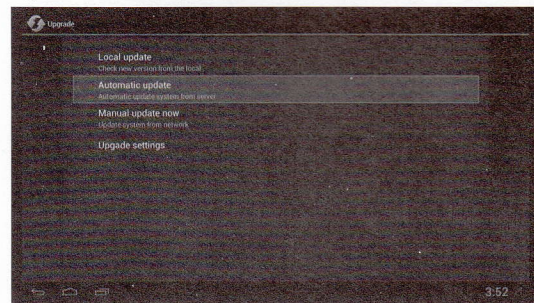 Upgrade
Local update
Check new version from the local
Automatic update
Automatic update system from server
Manual update now
Update system from network
Upgade settings
3:52